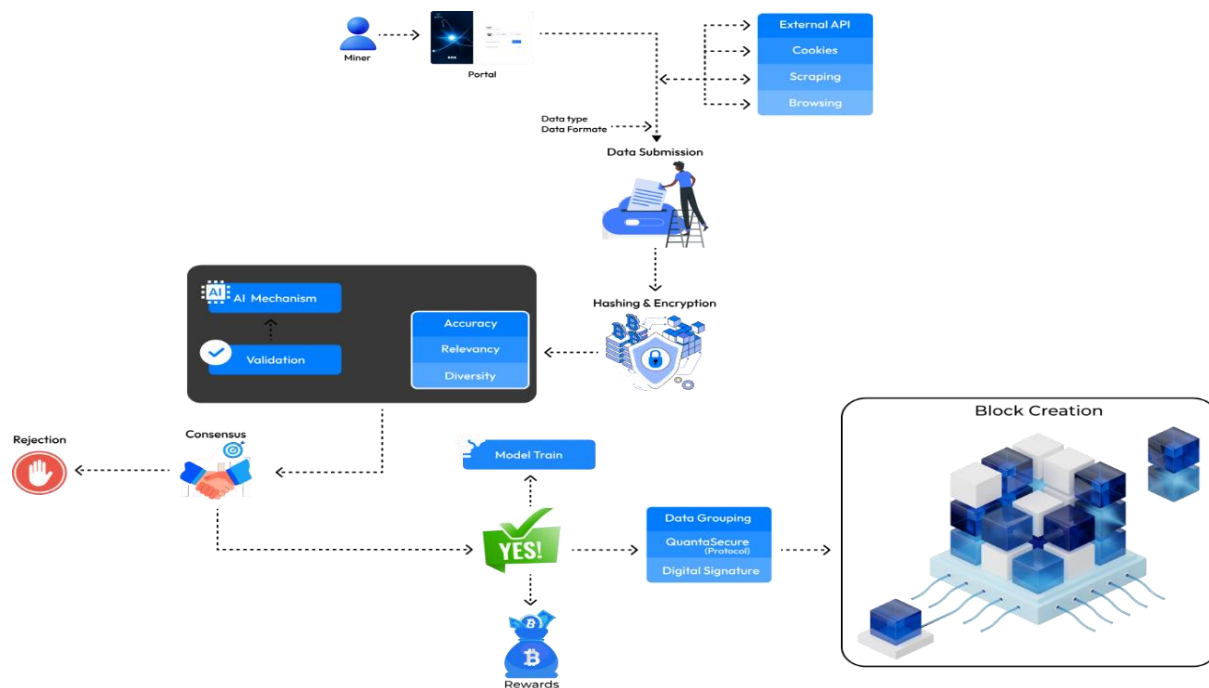 External API
Cookies
Scraping
Browsing
Miner
Portal
Data type
Data Formate
Data Submission
Hashing & Encryption
AI
AI Mechanism
Validation
Accuracy
Relevancy
Diversity
Rejection
Consensus
Model Train
YES!
Data Grouping
QuantaSecure
(Protocol)
Digital Signature
Block Creation
Rewards